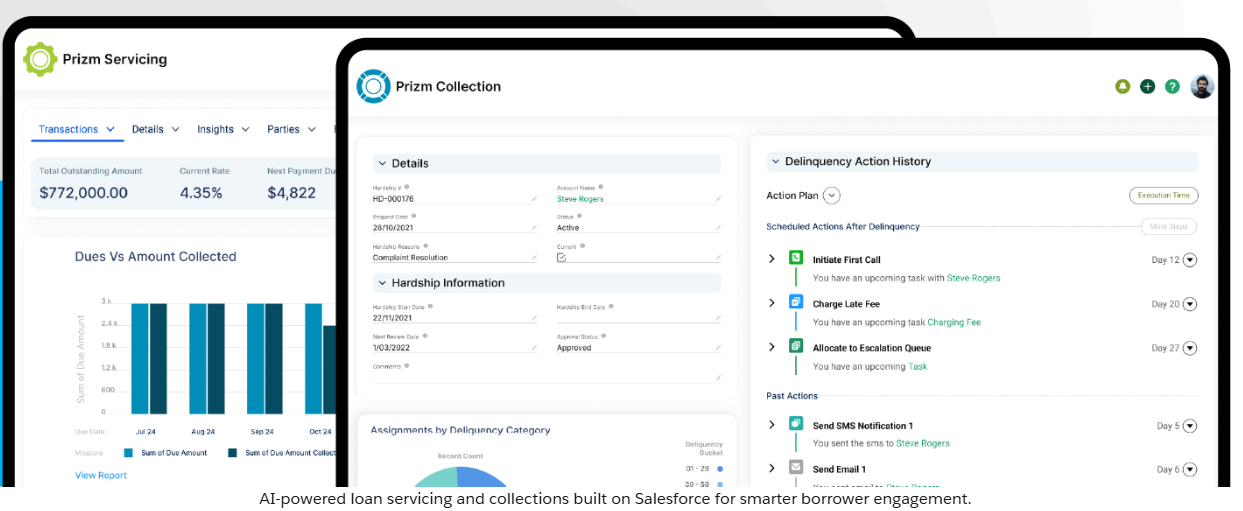 Prizm Servicing
Transactions Details Insights Parties
Total Outstanding Amount Current Rate Next Payment Du
$772,000.00 4.35% $4,822
Dues Vs Amount Collected
Sum of Due Amount
3 k
2.4 k
1.8 k
1.2 k
600
0
Due Date Jul 24 Aug 24 Sep 24 Oct 24
Measure Sum of Due Amount Sum of Due Amount Collect
View Report
Prizm Collection
Details
Hardship # Account Name
HD-000176 Steve Rogers
Request Date Status
28/10/2021 Active
Hardship Reasons Current
Complaint Resolution
Hardship Information
Hardship Start Date Hardship End Date
22/11/2021
Next Review Date Approval Status
1/03/2022 Approved
Comments
Assignments by Deliquency Category
Record Count
Deliquency
Bucket
01 - 29
30 - 59
Delinquency Action History
Action Plan Execution Time
Scheduled Actions After Delinquency More Steps
Initiate First Call Day 12
You have an upcoming task with Steve Rogers
Charge Late Fee Day 20
You have an upcoming task Charging Fee
Allocate to Escalation Queue Day 27
You have an upcoming Task
Past Actions
Send SMS Notification 1 Day 5
You sent the sms to Steve Rogers
Send Email 1 Day 6
You sent email to Steve Rogers
AI-powered loan servicing and collections built on Salesforce for smarter borrower engagement.